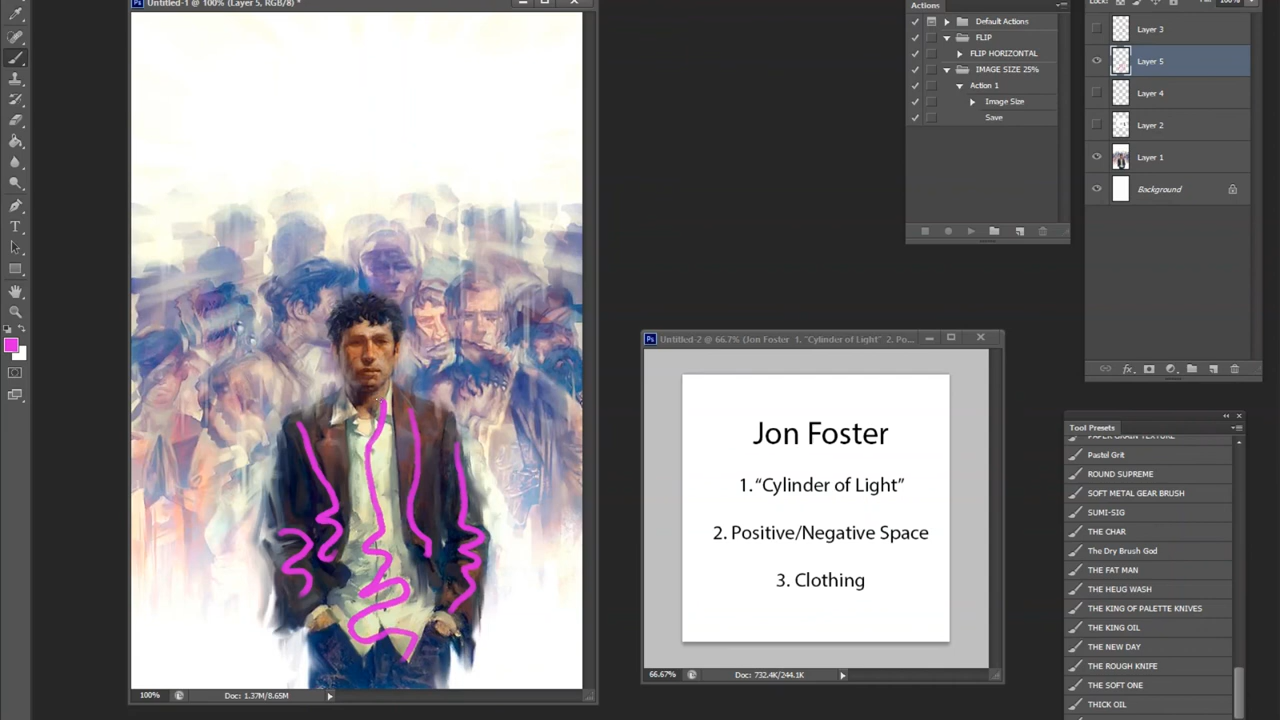 Untitled-1 @ 100% (Layer 5, RGB/8) *
Actions
Default Actions
FLIP
FLIP HORIZONTAL
IMAGE SIZE 25%
Action 1
Image Size
Save
Lock:
100%
Layer 3
Layer 5
Layer 4
Layer 2
Layer 1
Background
Untitled-2 @ 66.7% (Jon Foster 1. "Cylinder of Light" 2. Po...
Jon Foster
1. “Cylinder of Light”
2. Positive/Negative Space
3. Clothing
66.67%
Doc: 732.4K/244.1K
Tool Presets
PAPER GRAIN TEXTURE
Pastel Grit
ROUND SUPREME
SOFT METAL GEAR BRUSH
SUMI-SIG
THE CHAR
The Dry Brush God
THE FAT MAN
THE HEUG WASH
THE KING OF PALETTE KNIVES
THE KING OIL
THE NEW DAY
THE ROUGH KNIFE
THE SOFT ONE
THICK OIL
100%
Doc: 1.37M/8.65M